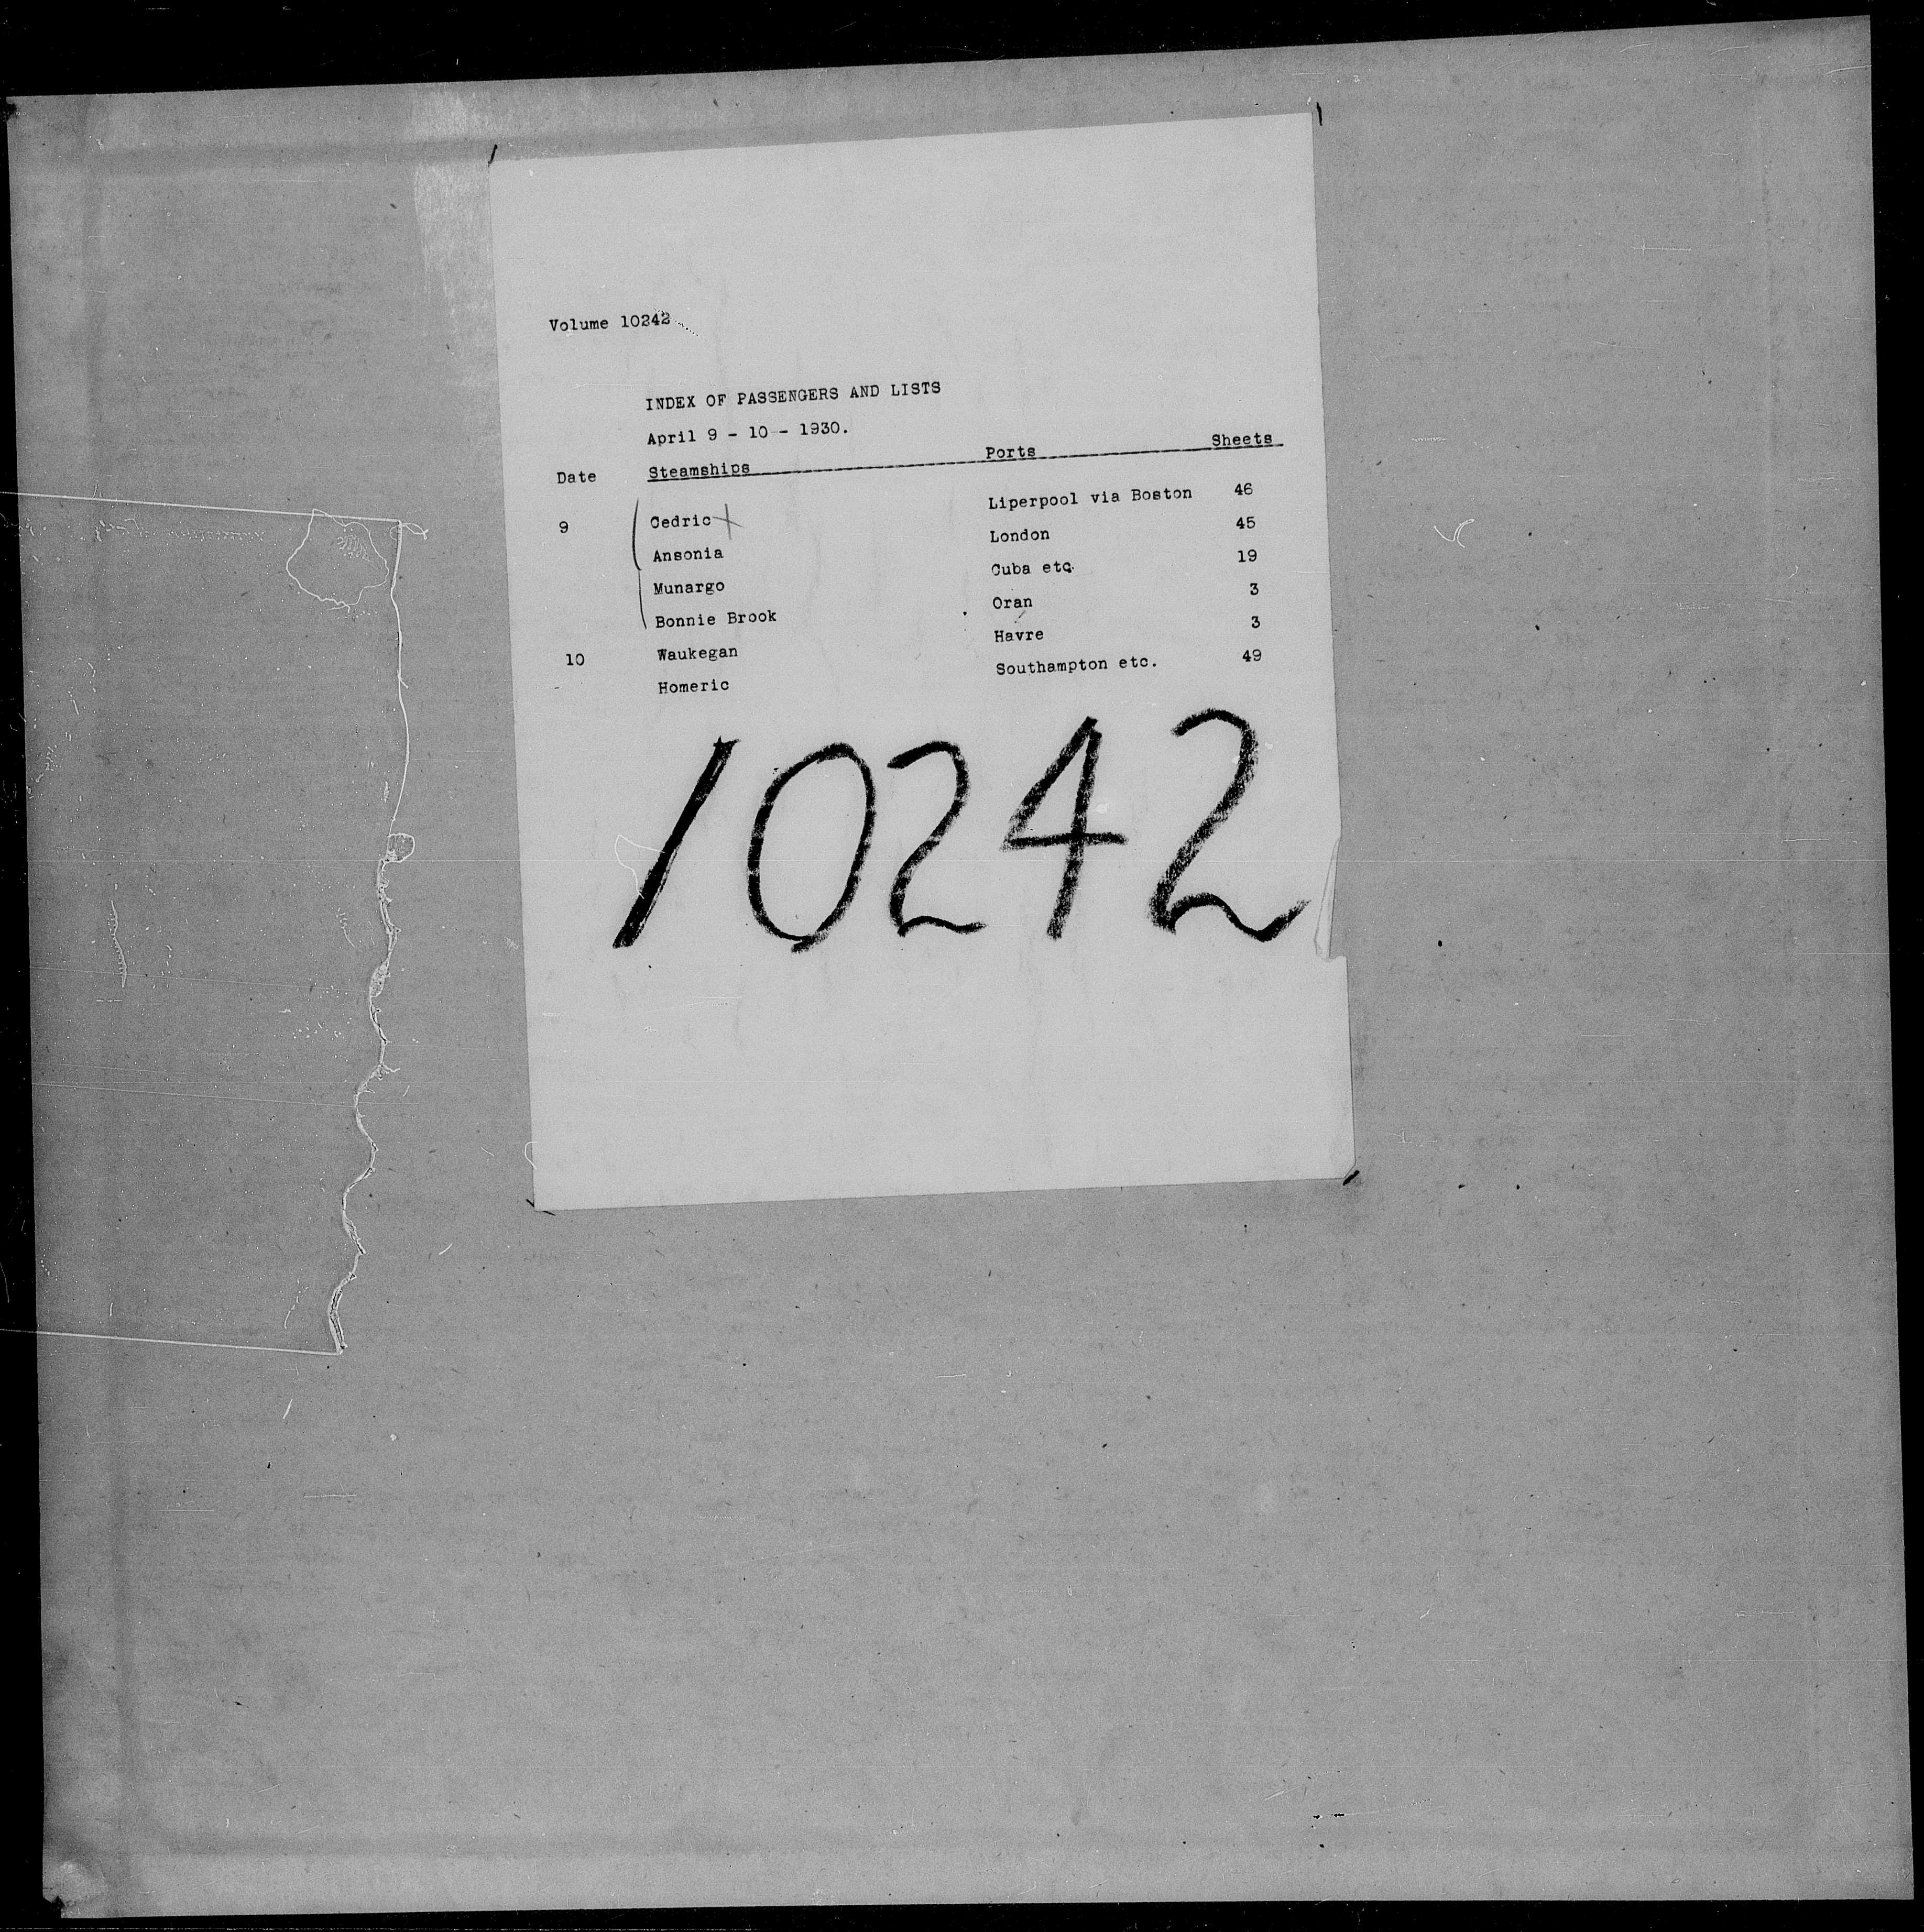 Volume 10242
INDEX OF PASSENGERS AND LISTS
April 9 - 10 - 1930.
Date Steamships Ports Sheets
9 Cedric Liperpool via Boston 46
Ansonia London 45
Munargo Cuba etc. 19
Bonnie Brook Oran 3
10 Waukegan Havre 3
Homeric Southampton etc. 49
10242